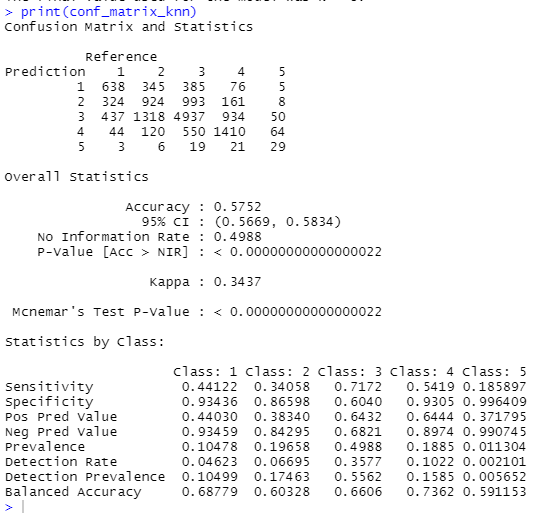 > print(conf_matrix_knn)
Confusion Matrix and Statistics
Reference
Prediction 1 2 3 4 5
1 638 345 385 76 5
2 324 924 993 161 8
3 437 1318 4937 934 50
4 44 120 550 1410 64
5 3 6 19 21 29
Overall Statistics
Accuracy : 0.5752
95% CI : (0.5669, 0.5834)
No Information Rate : 0.4988
P-Value [Acc > NIR] : < 0.00000000000000022
Kappa : 0.3437
Mcnemar's Test P-Value : < 0.00000000000000022
Statistics by Class:
Class: 1 Class: 2 Class: 3 Class: 4 Class: 5
Sensitivity 0.44122 0.34058 0.7172 0.5419 0.185897
Specificity 0.93436 0.86598 0.6040 0.9305 0.996409
Pos Pred Value 0.44030 0.38340 0.6432 0.6444 0.371795
Neg Pred Value 0.93459 0.84295 0.6821 0.8974 0.990745
Prevalence 0.10478 0.19658 0.4988 0.1885 0.011304
Detection Rate 0.04623 0.06695 0.3577 0.1022 0.002101
Detection Prevalence 0.10499 0.17463 0.5562 0.1585 0.005652
Balanced Accuracy 0.68779 0.60328 0.6606 0.7362 0.591153
>